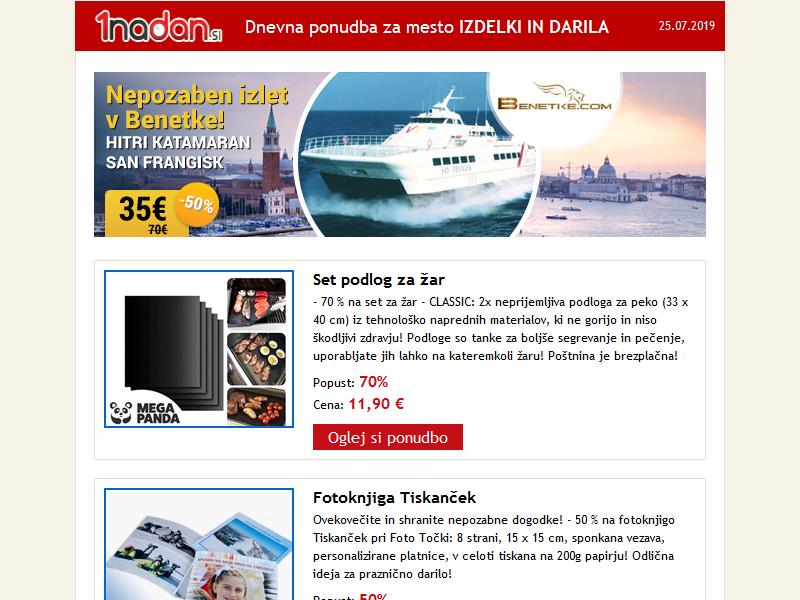 1nadan.si
Dnevna ponudba za mesto IZDELKI IN DARILA
25.07.2019
Nepozaben izlet
v Benetke!
HITRI KATAMARAN
SAN FRANGISK
35€
-50%
70€
BENETKE.COM
SAN FRANGISK
Set podlog za žar
- 70 % na set za žar - CLASSIC: 2x neprijemljiva podloga za peko (33 x
40 cm) iz tehnološko naprednih materialov, ki ne gorijo in niso
škodljivi zdravju! Podloge so tanke za boljše segrevanje in pečenje,
uporabljate jih lahko na kateremkoli žaru! Poštnina je brezplačna!
Popust: 70%
Cena: 11,90 €
Oglej si ponudbo
MEGA
PANDA
Fotoknjiga Tiskanček
Ovekovečite in shranite nepozabne dogodke! - 50 % na fotoknjigo
Tiskanček pri Foto Točki: 8 strani, 15 x 15 cm, sponkana vezava,
personalizirane platnice, v celoti tiskana na 200g papirju! Odlična
ideja za praznično darilo!
Popust: 50%